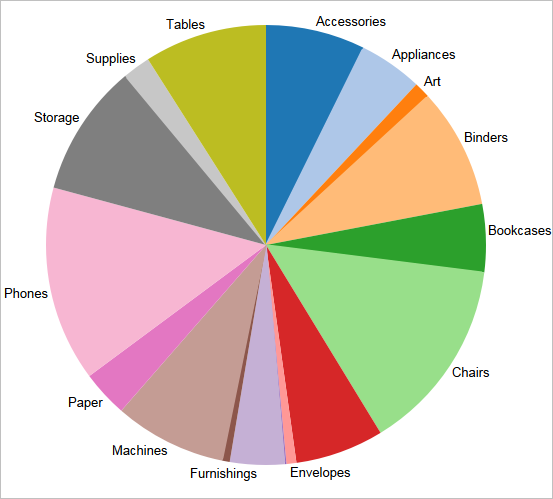 Accessories
Appliances
Art
Binders
Bookcases
Chairs
Envelopes
Furnishings
Machines
Paper
Phones
Storage
Supplies
Tables